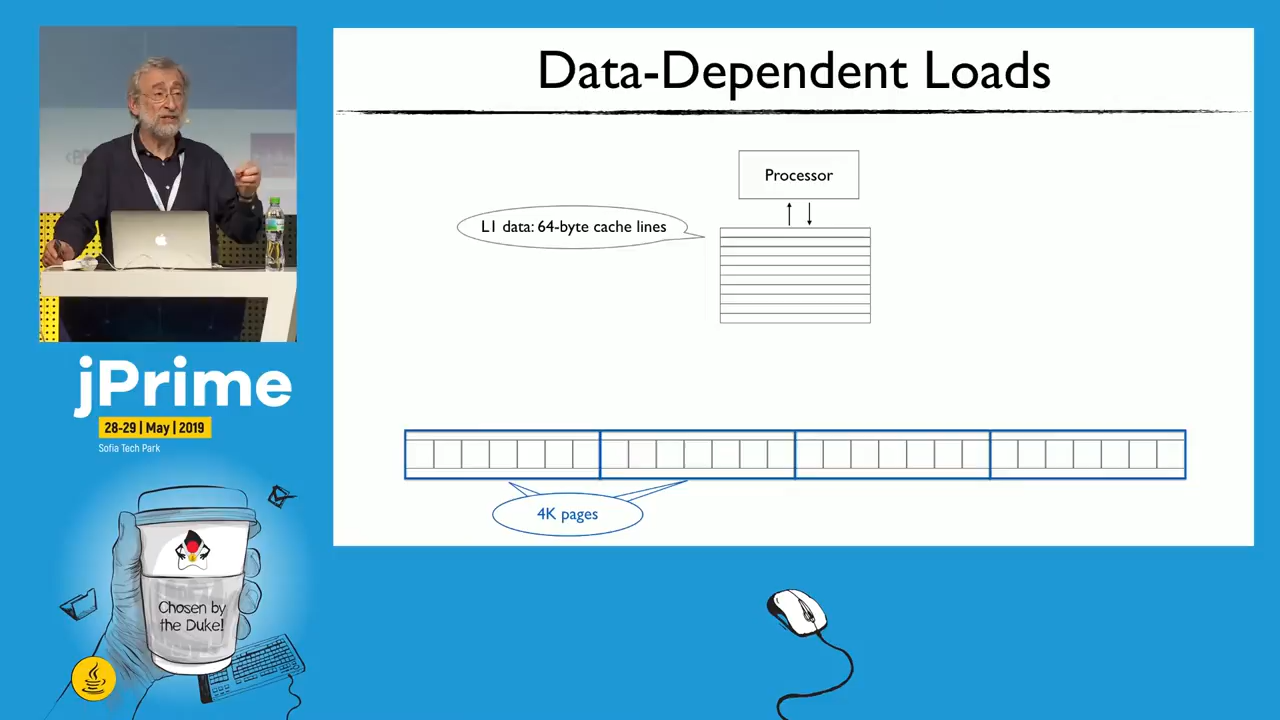 Data-Dependent Loads
Processor
L1 data: 64-byte cache lines
4K pages
jPrime
28-29 | May | 2019
Sofia Tech Park
Chosen by
the Duke!